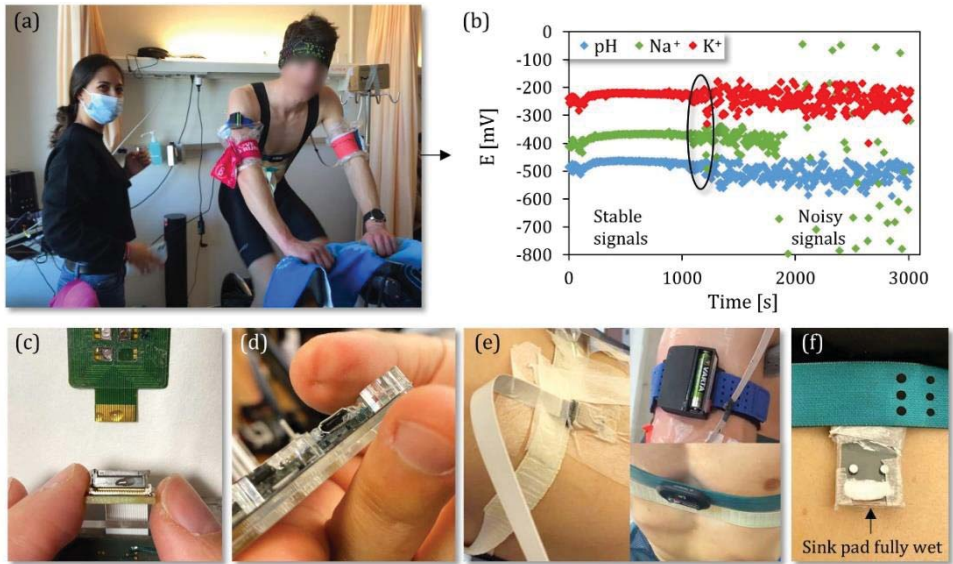 (a)
(b)
0
-100
-200
-300
-400
-500
-600
-700
-800
E [mV]
pH Na⁺ K⁺
Stable
signals
Noisy
signals
0 1000 2000 3000
Time [s]
(c)
(d)
(e)
VARTA
(f)
Sink pad fully wet